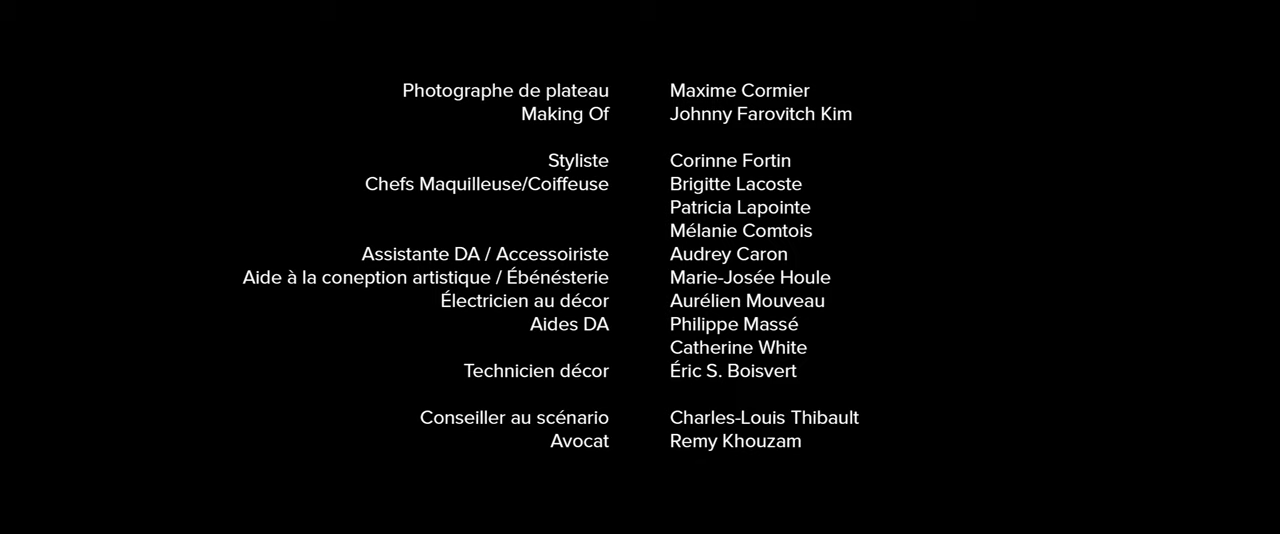 Photographe de plateau Maxime Cormier
Making Of Johnny Farovitch Kim
Styliste Corinne Fortin
Chefs Maquilleuse/Coiffeuse Brigitte Lacoste
Patricia Lapointe
Mélanie Comtois
Assistante DA / Accessoiriste Audrey Caron
Aide à la coneption artistique / Ébénésterie Marie-Josée Houle
Électricien au décor Aurélien Mouveau
Aides DA Philippe Massé
Catherine White
Technicien décor Éric S. Boisvert
Conseiller au scénario Charles-Louis Thibault
Avocat Remy Khouzam